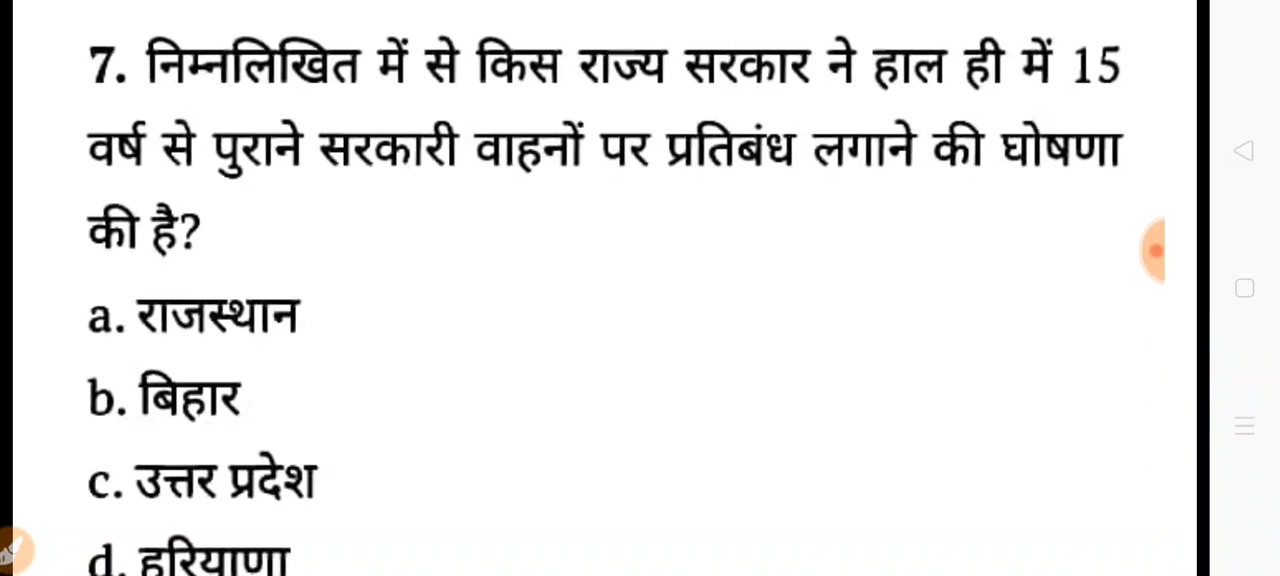 7. निम्नलिखित में से किस राज्य सरकार ने हाल ही में 15
वर्ष से पुराने सरकारी वाहनों पर प्रतिबंध लगाने की घोषणा
की है?
a. राजस्थान
b. बिहार
c. उत्तर प्रदेश
d. हरियाणा